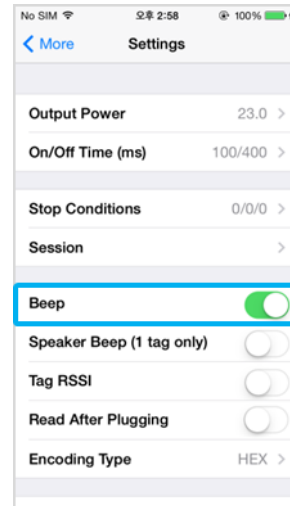 No SIM 오후 2:58 100%
More Settings
Output Power 23.0
On/Off Time (ms) 100/400
Stop Conditions 0/0/0
Session
Beep
Speaker Beep (1 tag only)
Tag RSSI
Read After Plugging
Encoding Type HEX